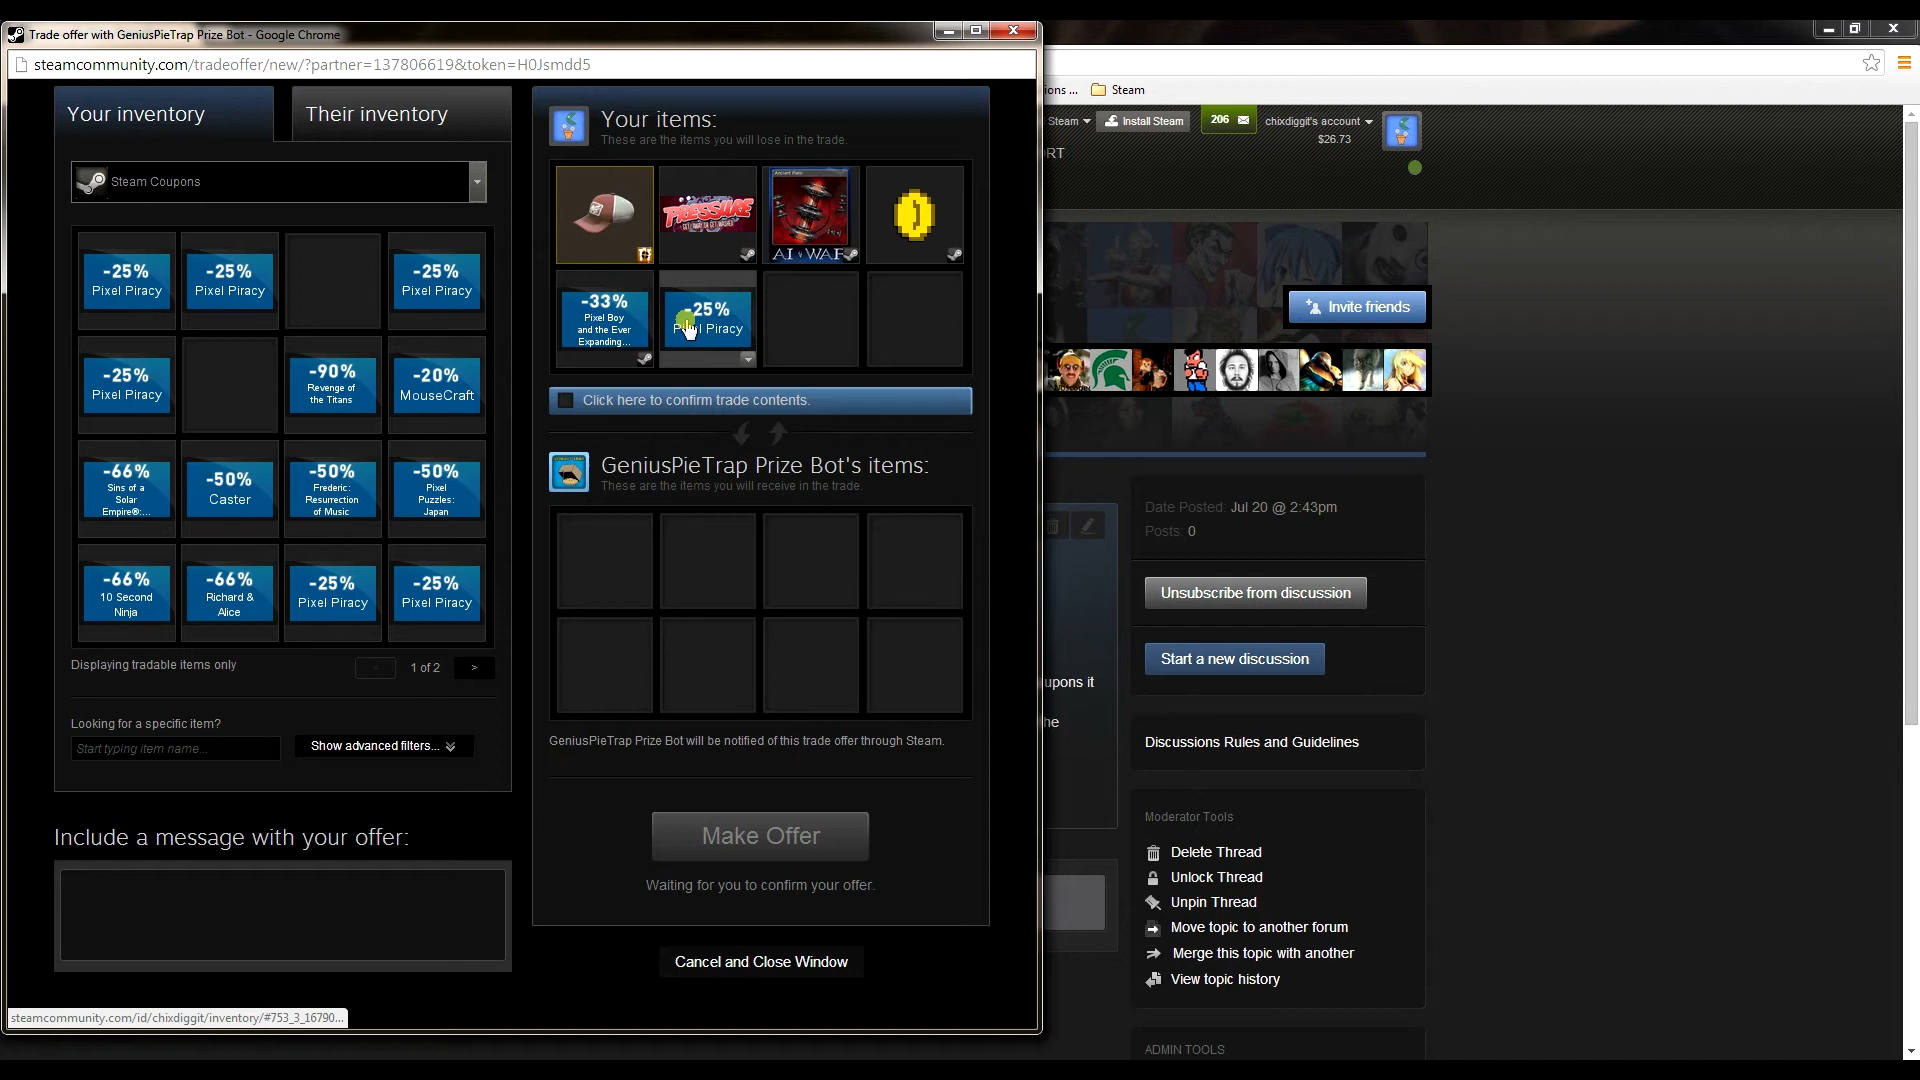 Trade offer with GeniusPieTrap Prize Bot - Google Chrome
steamcommunity.com/tradeoffer/new/?partner=137806619&token=H0Jsmdd5
Your inventory
Their inventory
Steam Coupons
-25%
Pixel Piracy
-25%
Pixel Piracy
-25%
Pixel Piracy
-25%
Pixel Piracy
-90%
Revenge of
the Titans
-20%
MouseCraft
-66%
Sins of a
Solar
Empire®:...
-50%
Caster
-50%
Frederic:
Resurrection
of Music
-50%
Pixel
Puzzles:
Japan
-66%
10 Second
Ninja
-66%
Richard &
Alice
-25%
Pixel Piracy
-25%
Pixel Piracy
Displaying tradable items only
1 of 2
>
Looking for a specific item?
Start typing item name...
Show advanced filters...
Include a message with your offer:
Your items:
These are the items you will lose in the trade.
PRESSURE
AI WAR
-33%
Pixel Boy
and the Ever
Expanding...
-25%
Piracy
Click here to confirm trade contents.
GeniusPieTrap Prize Bot's items:
These are the items you will receive in the trade.
GeniusPieTrap Prize Bot will be notified of this trade offer through Steam.
Make Offer
Waiting for you to confirm your offer.
Cancel and Close Window
steamcommunity.com/id/chixdiggit/inventory/#753_3_16790...
ions ...
Steam
Steam
Install Steam
206
chixdiggit's account
$26.73
ORT
Invite friends
Date Posted: Jul 20 @ 2:43pm
Posts: 0
Unsubscribe from discussion
Start a new discussion
upons it
he
Discussions Rules and Guidelines
Moderator Tools
Delete Thread
Unlock Thread
Unpin Thread
Move topic to another forum
Merge this topic with another
View topic history
ADMIN TOOLS